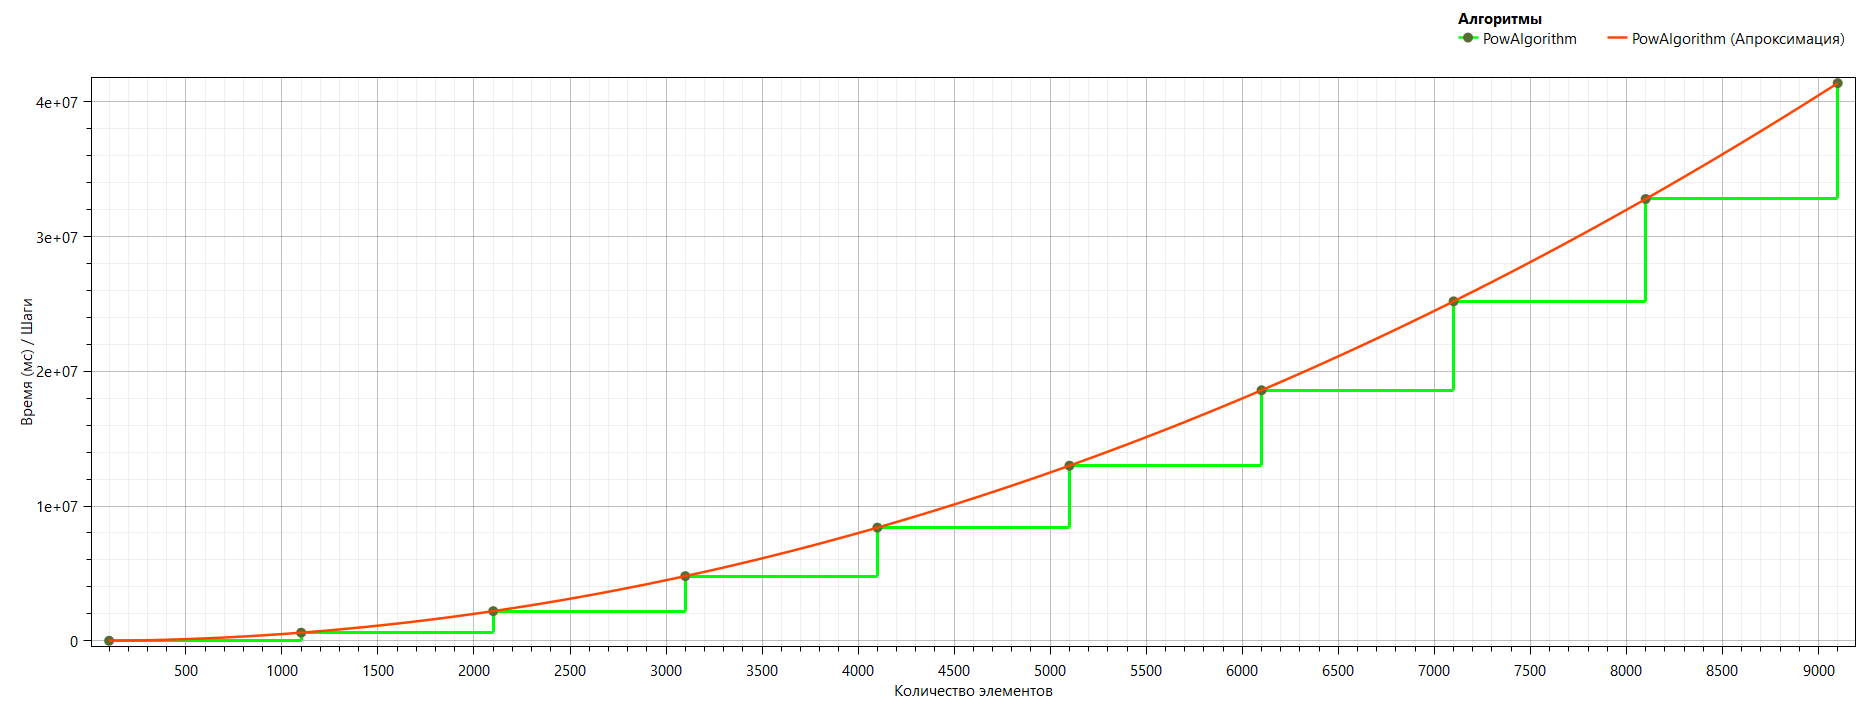 Алгоритмы
PowAlgorithm PowAlgorithm (Апроксимация)
4e+07
3e+07
2e+07
1e+07
0
Время (мс) / Шаги
500 1000 1500 2000 2500 3000 3500 4000 4500 5000 5500 6000 6500 7000 7500 8000 8500 9000
Количество элементов